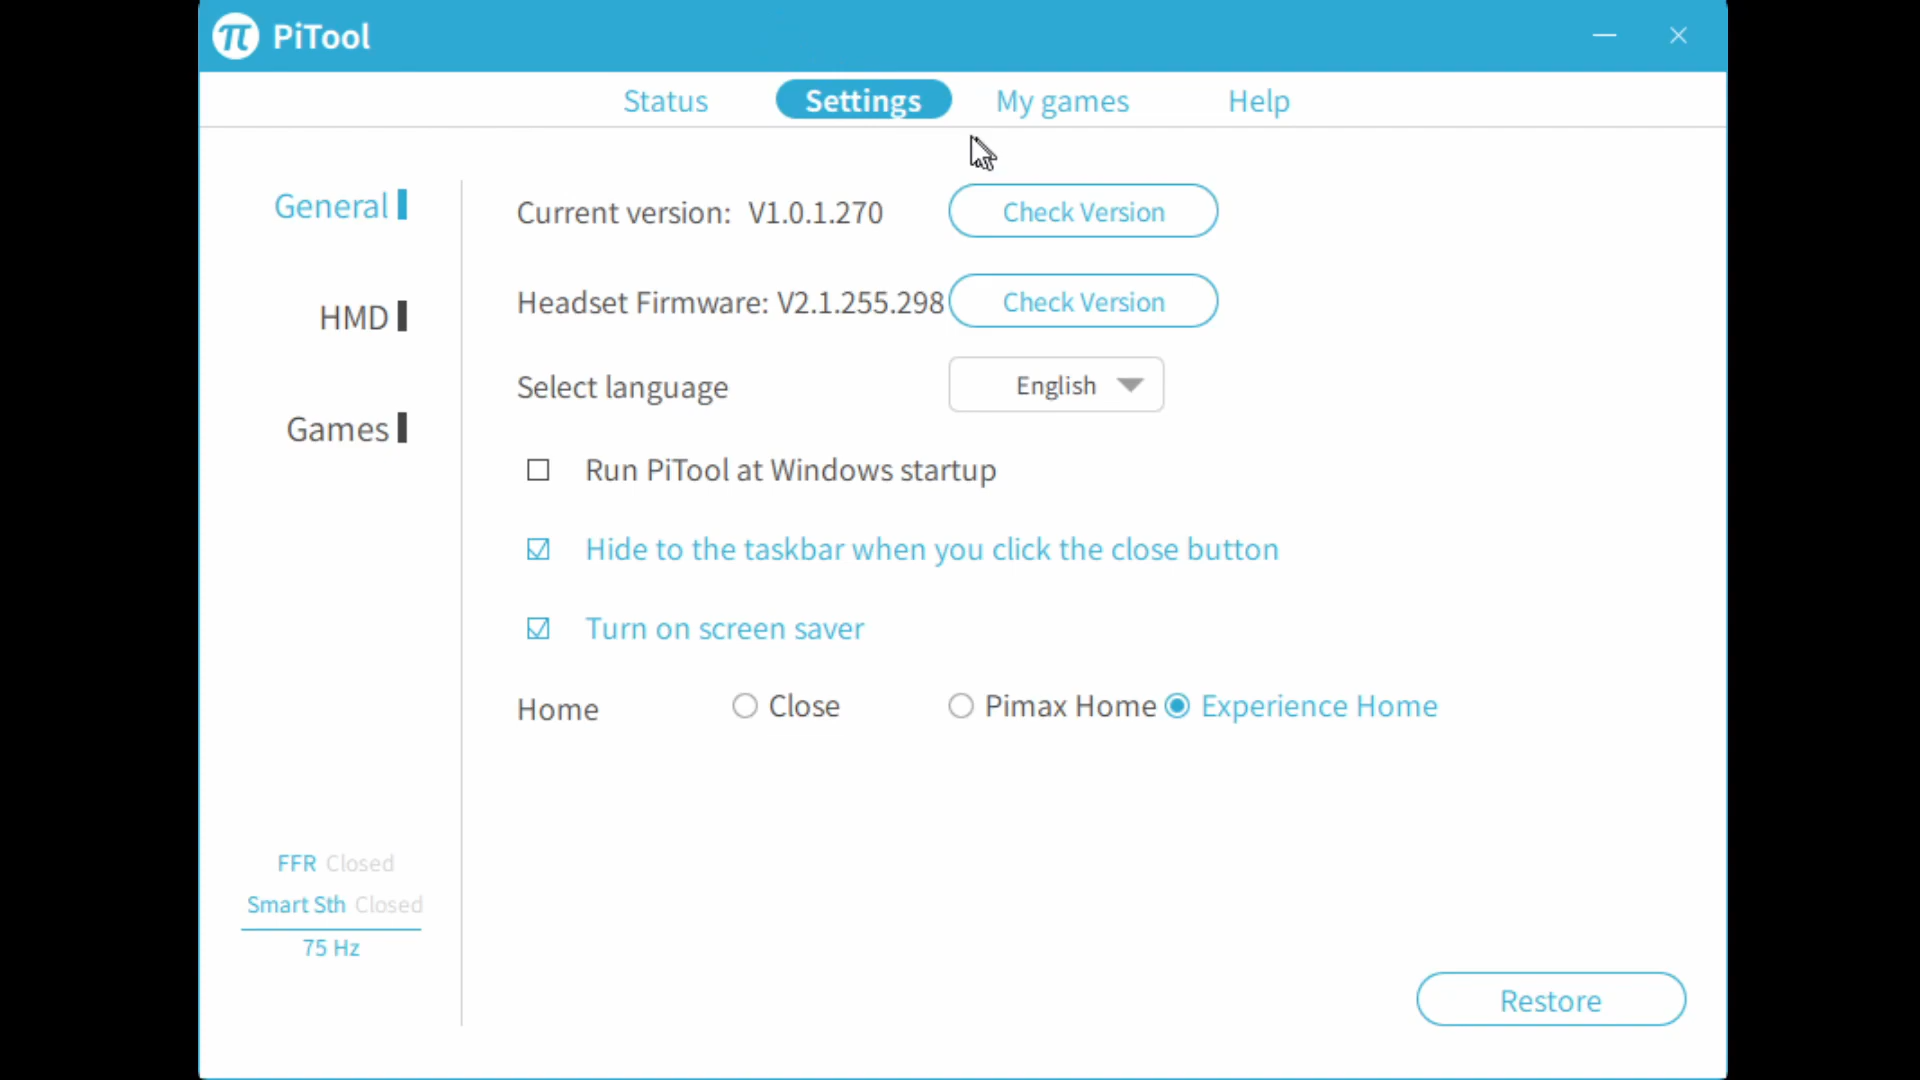 π PiTool
Status Settings My games Help
General
HMD
Games
Current version: V1.0.1.270 Check Version
Headset Firmware: V2.1.255.298 Check Version
Select language English
Run PiTool at Windows startup
Hide to the taskbar when you click the close button
Turn on screen saver
Home Close Pimax Home Experience Home
FFR Closed
Smart Sth Closed
75 Hz
Restore